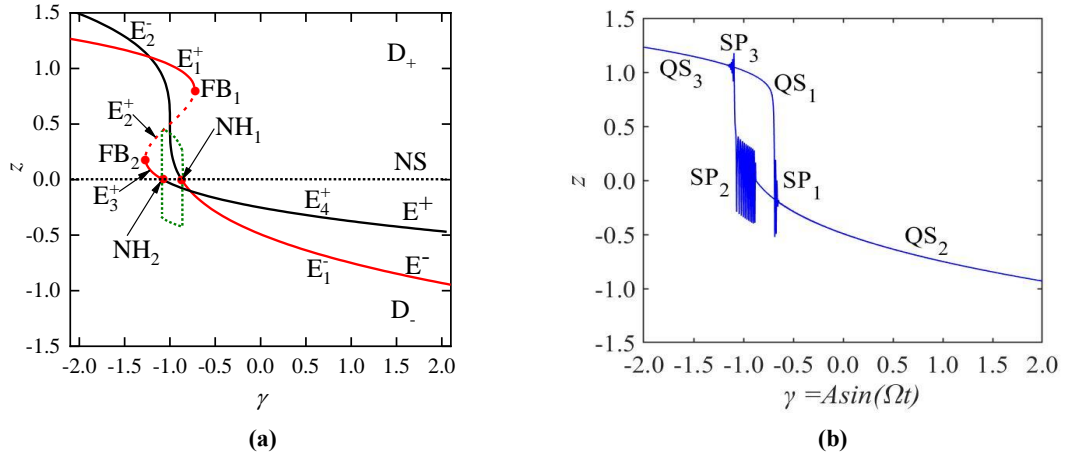 1.5
1.0
0.5
0.0
-0.5
-1.0
-1.5
z
E₂⁻
E₁⁺
D₊
FB₁
E₂⁺
NH₁
FB₂
NS
E₃⁺
E₄⁺
E⁺
NH₂
E₁⁻
E⁻
D₋
-2.0 -1.5 -1.0 -0.5 0.0 0.5 1.0 1.5 2.0
γ
(a)
1.5
1.0
0.5
0.0
-0.5
-1.0
-1.5
z
SP₃
QS₃
QS₁
SP₂
SP₁
QS₂
-2.0 -1.5 -1.0 -0.5 0.0 0.5 1.0 1.5 2.0
γ =Asin(Ωt)
(b)